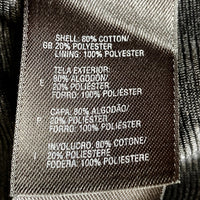 SHELL: 80% COTTON/
GB 20% POLYESTER
LINING: 100% POLYESTER
TELA EXTERIOR:
E 80% ALGODÓN/
20% POLIÉSTER
FORRO: 100% POLIÉSTER
CAPA: 80% ALGODÃO/
P 20% POLIÉSTER
FORRO: 100% POLIÉSTER
INVOLUCRO: 80% COTONE/
I 20% POLIESTERE
FODERA: 100% POLIESTERE